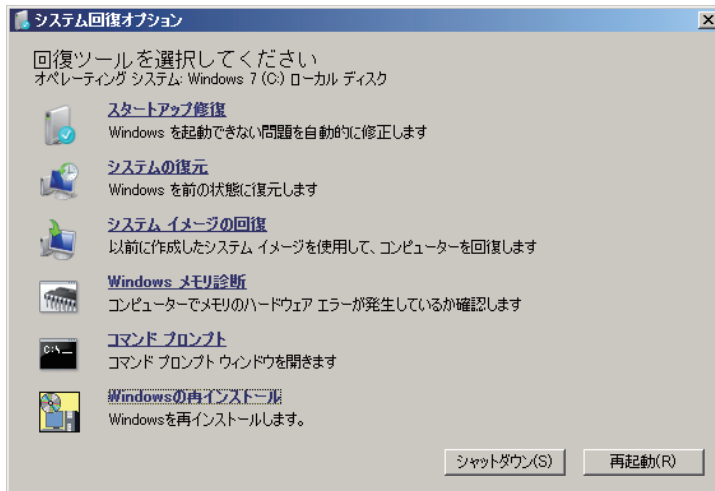 システム回復オプション
回復ツールを選択してください
オペレーティング システム: Windows 7 (C:) ローカル ディスク
スタートアップ修復
Windows を起動できない問題を自動的に修正します
システムの復元
Windows を前の状態に復元します
システム イメージの回復
以前に作成したシステム イメージを使用して、コンピューターを回復します
Windows メモリ診断
コンピューターでメモリのハードウェア エラーが発生しているか確認します
C:\_
コマンド プロンプト
コマンド プロンプト ウィンドウを開きます
Windowsの再インストール
Windowsを再インストールします。
シャットダウン(S) 再起動(R)